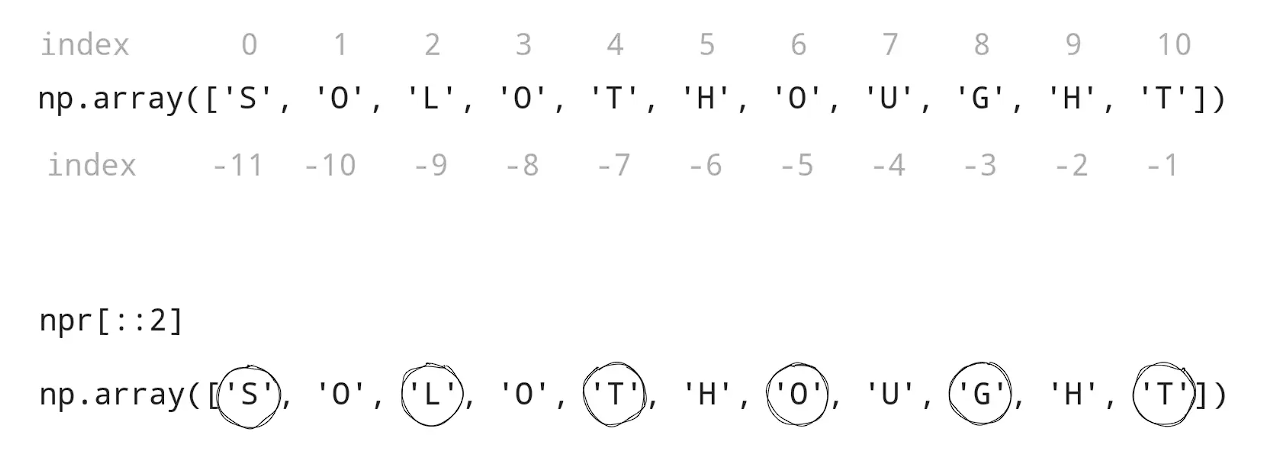 index 0 1 2 3 4 5 6 7 8 9 10
np.array(['S', 'O', 'L', 'O', 'T', 'H', 'O', 'U', 'G', 'H', 'T'])
index -11 -10 -9 -8 -7 -6 -5 -4 -3 -2 -1
npr[::2]
np.array(['S', 'O', 'L', 'O', 'T', 'H', 'O', 'U', 'G', 'H', 'T'])